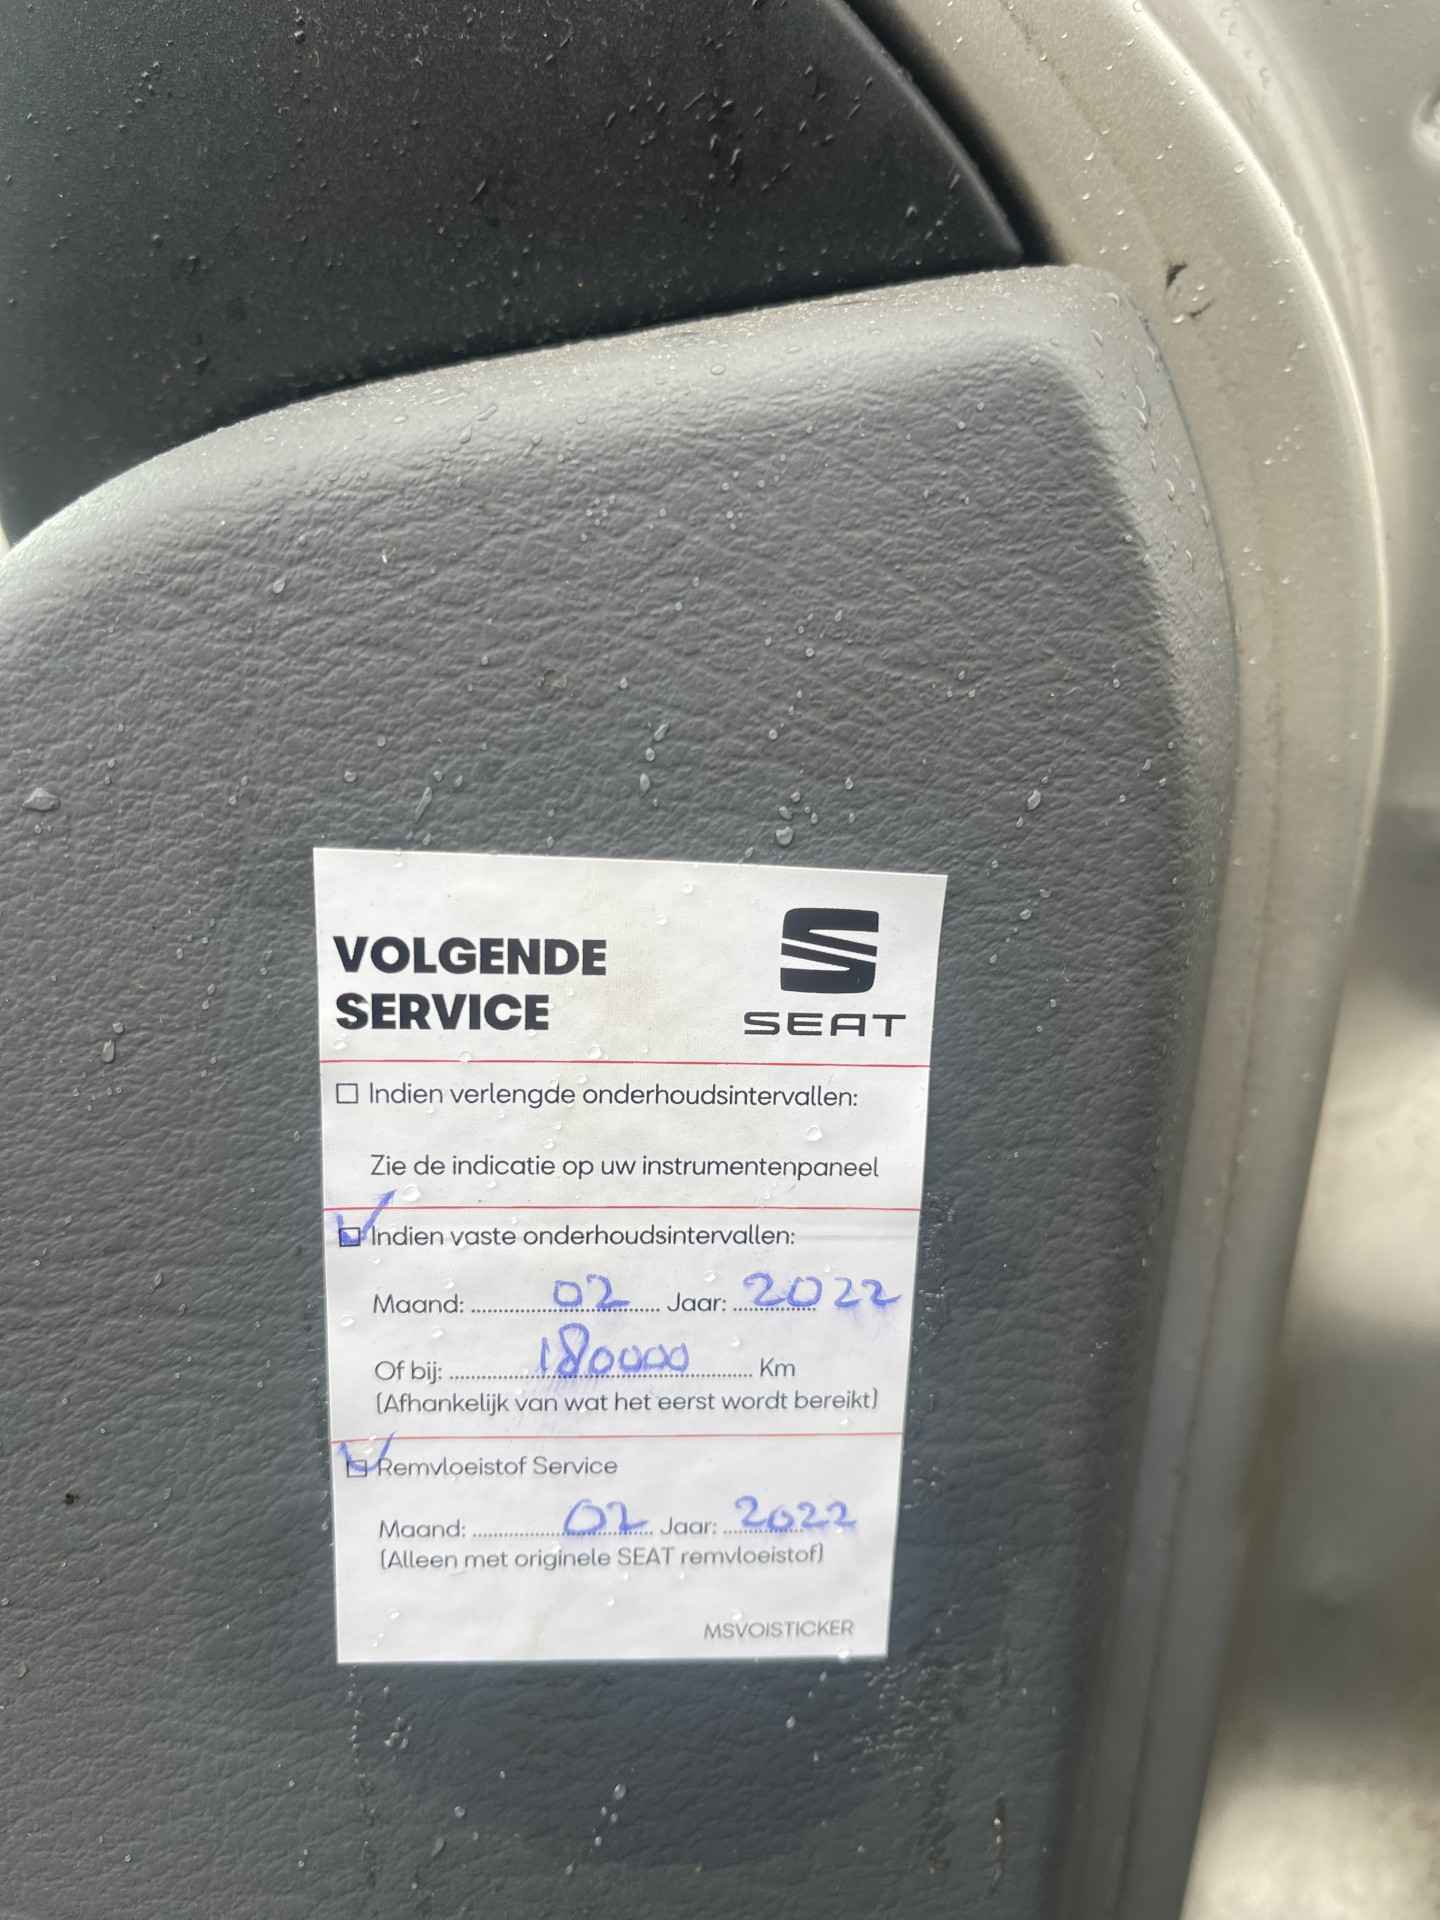 VOLGENDE
SERVICE
SEAT
Indien verlengde onderhoudsintervallen:
Zie de indicatie op uw instrumentenpaneel
Indien vaste onderhoudsintervallen:
Maand: 02 Jaar: 2022
Of bij: 180000 Km
(Afhankelijk van wat het eerst wordt bereikt)
Remvloeistof Service
Maand: 02 Jaar: 2022
(Alleen met originele SEAT remvloeistof)
MSVOISTICKER